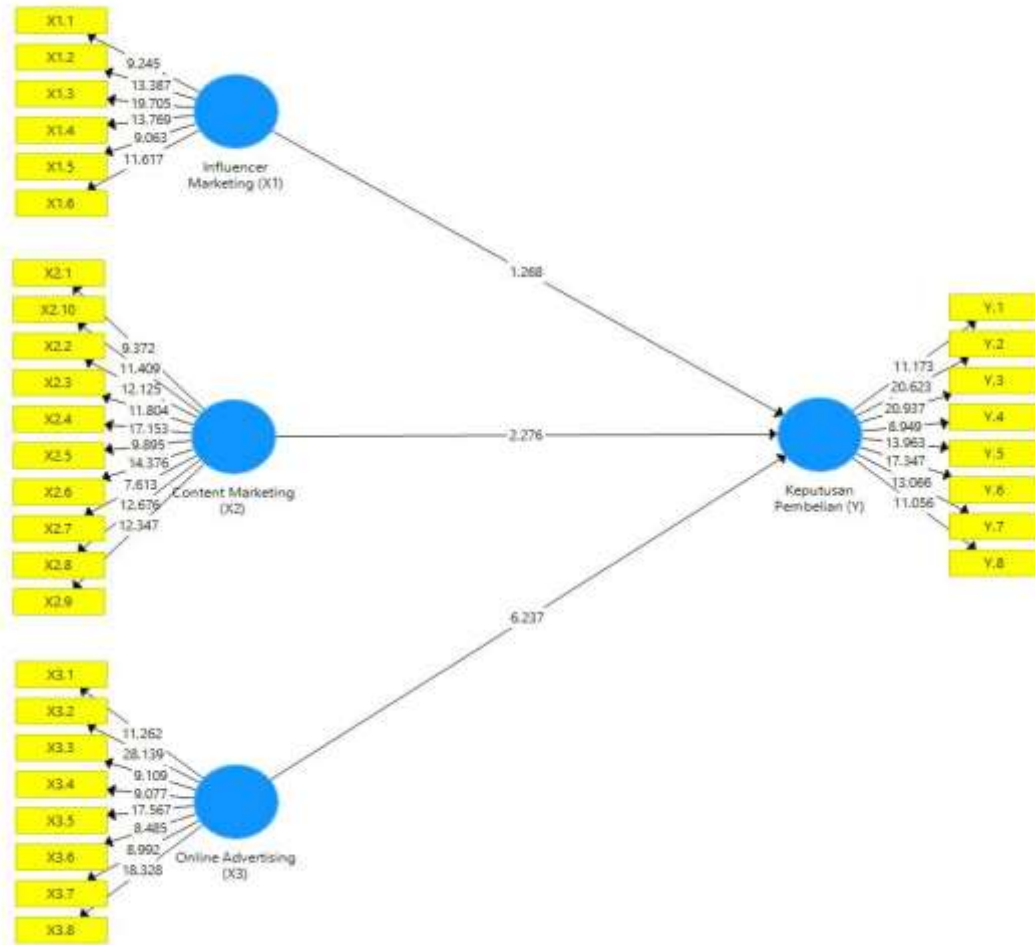 X1.1
X1.2
X1.3
X1.4
X1.5
X1.6
9.245
13.387
19.705
13.769
9.063
11.617
Influencer
Marketing (X1)
1.268
X2.1
X2.10
X2.2
X2.3
X2.4
X2.5
X2.6
X2.7
X2.8
X2.9
9.372
11.409
12.125
11.804
17.153
9.895
14.376
7.613
12.676
12.347
Content Marketing
(X2)
2.276
X3.1
X3.2
X3.3
X3.4
X3.5
X3.6
X3.7
X3.8
11.262
28.139
9.109
9.077
17.567
8.485
8.992
18.328
Online Advertising
(X3)
6.237
Keputusan
Pembelian (Y)
11.173
20.623
20.937
8.949
13.963
17.347
13.066
11.056
Y.1
Y.2
Y.3
Y.4
Y.5
Y.6
Y.7
Y.8